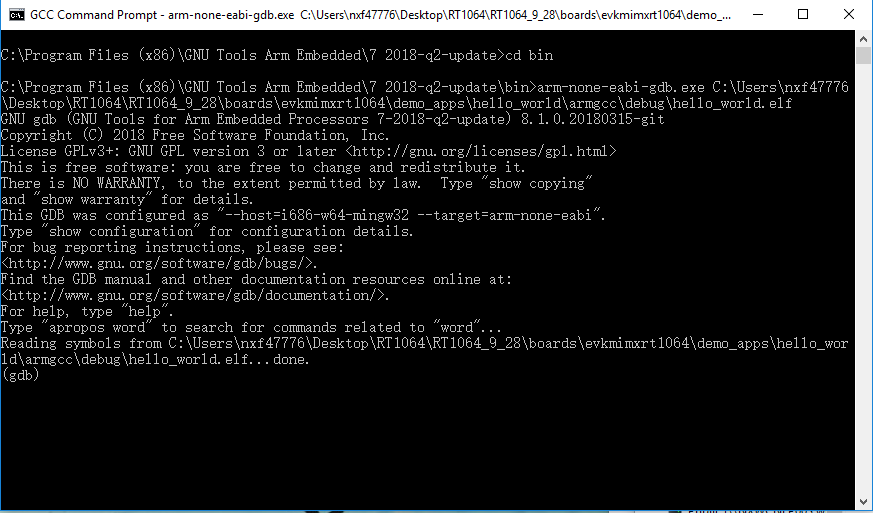 GCC Command Prompt - arm-none-eabi-gdb.exe  C:\Users\nxf47776\Desktop\RT1064\RT1064_9_28\boards\evkmimxrt1064\demo_...
C:\Program Files (x86)\GNU Tools Arm Embedded\7 2018-q2-update>cd bin
C:\Program Files (x86)\GNU Tools Arm Embedded\7 2018-q2-update\bin>arm-none-eabi-gdb.exe C:\Users\nxf47776
\Desktop\RT1064\RT1064_9_28\boards\evkmimxrt1064\demo_apps\hello_world\armgcc\debug\hello_world.elf
GNU gdb (GNU Tools for Arm Embedded Processors 7-2018-q2-update) 8.1.0.20180315-git
Copyright (C) 2018 Free Software Foundation, Inc.
License GPLv3+: GNU GPL version 3 or later <http://gnu.org/licenses/gpl.html>
This is free software: you are free to change and redistribute it.
There is NO WARRANTY, to the extent permitted by law.  Type "show copying"
and "show warranty" for details.
This GDB was configured as "--host=i686-w64-mingw32 --target=arm-none-eabi".
Type "show configuration" for configuration details.
For bug reporting instructions, please see:
<http://www.gnu.org/software/gdb/bugs/>.
Find the GDB manual and other documentation resources online at:
<http://www.gnu.org/software/gdb/documentation/>.
For help, type "help".
Type "apropos word" to search for commands related to "word"...
Reading symbols from C:\Users\nxf47776\Desktop\RT1064\RT1064_9_28\boards\evkmimxrt1064\demo_apps\hello_wor
ld\armgcc\debug\hello_world.elf...done.
(gdb)